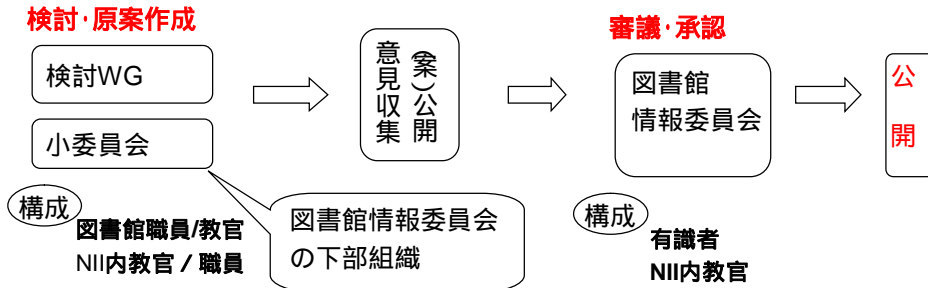 検討・原案作成
検討WG
小委員会
構成
図書館職員/教官
NII内教官 / 職員
図書館情報委員会
の下部組織
(案)公開
意見収集
審議・承認
図書館
情報委員会
構成
有識者
NII内教官
公開